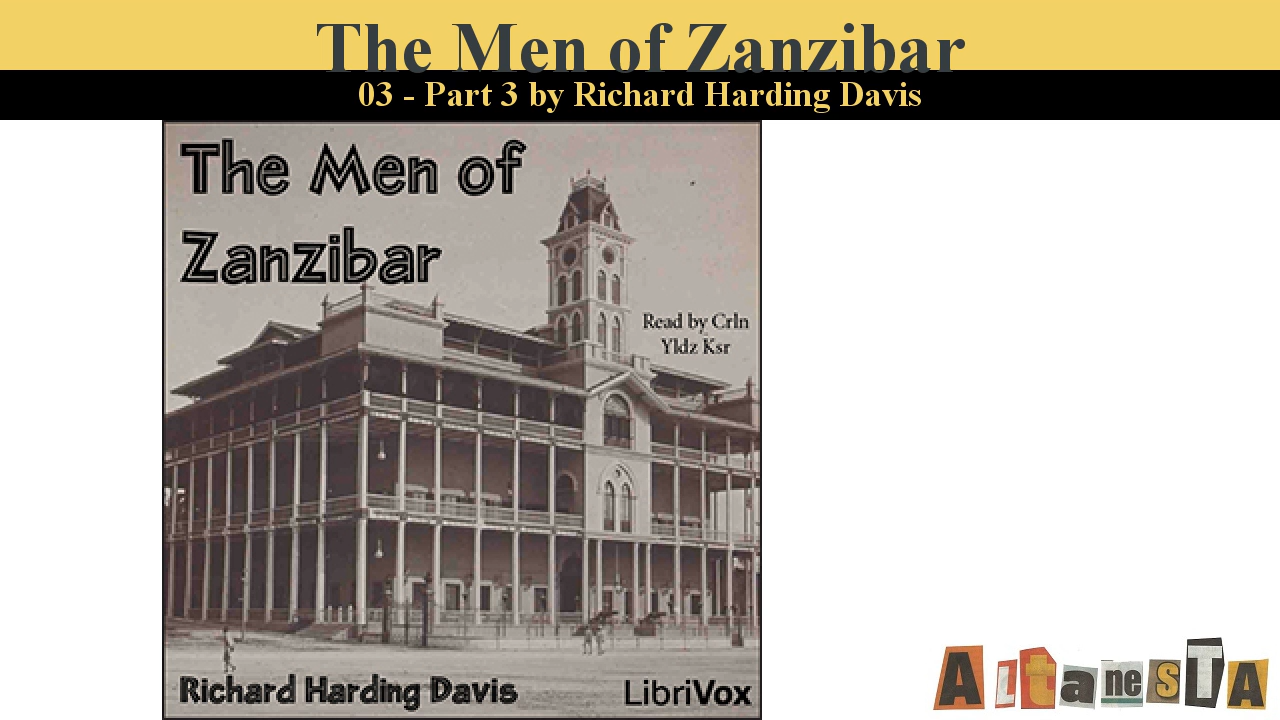 The Men of Zanzibar
03 - Part 3 by Richard Harding Davis
The Men of
Zanzibar
Read by Crln
Yldz Ksr
Richard Harding Davis
LibriVox
AltanesTA